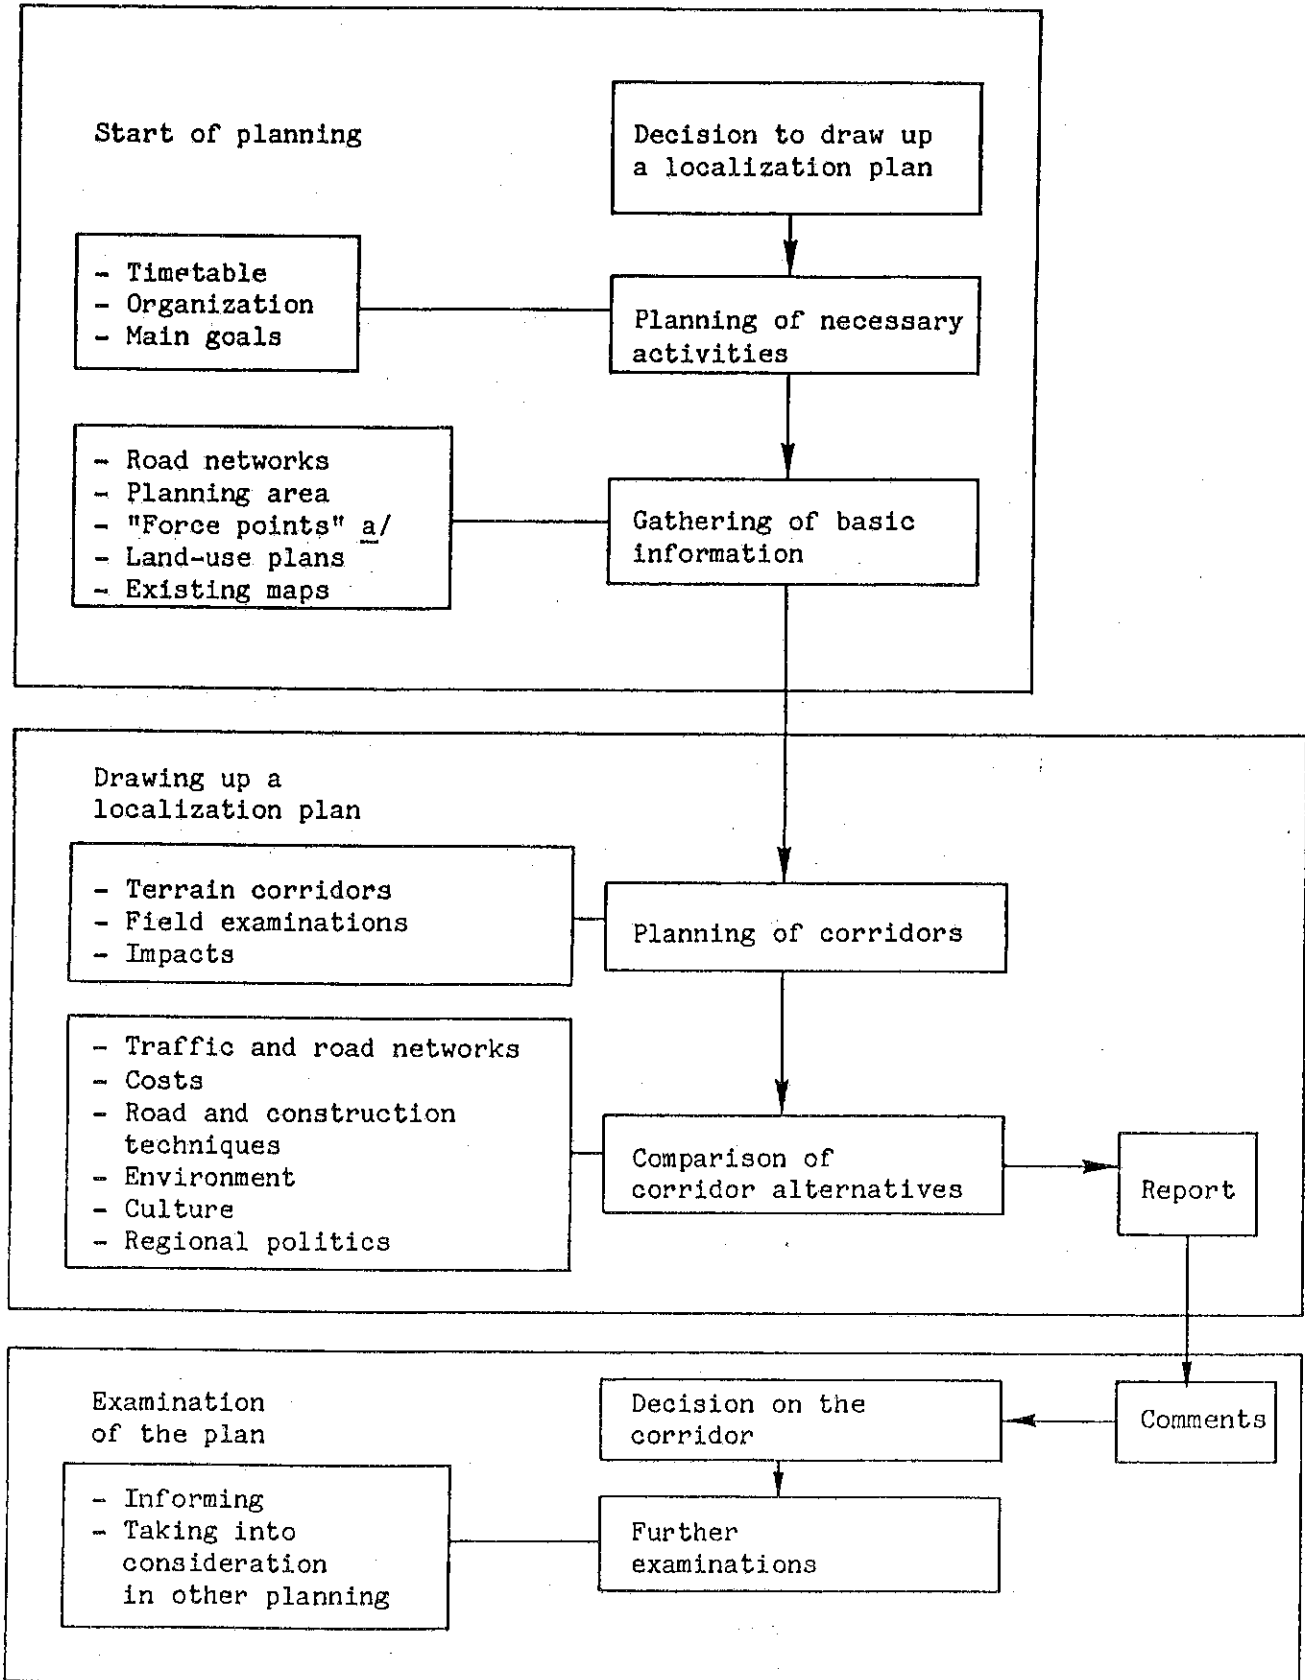 Start of planning
Decision to draw up
a localization plan
- Timetable
- Organization
- Main goals
Planning of necessary
activities
- Road networks
- Planning area
- "Force points" a/
- Land-use plans
- Existing maps
Gathering of basic
information
Drawing up a
localization plan
- Terrain corridors
- Field examinations
- Impacts
Planning of corridors
- Traffic and road networks
- Costs
- Road and construction
techniques
- Environment
- Culture
- Regional politics
Comparison of
corridor alternatives
Report
Examination
of the plan
Decision on the
corridor
Comments
- Informing
- Taking into
consideration
in other planning
Further
examinations